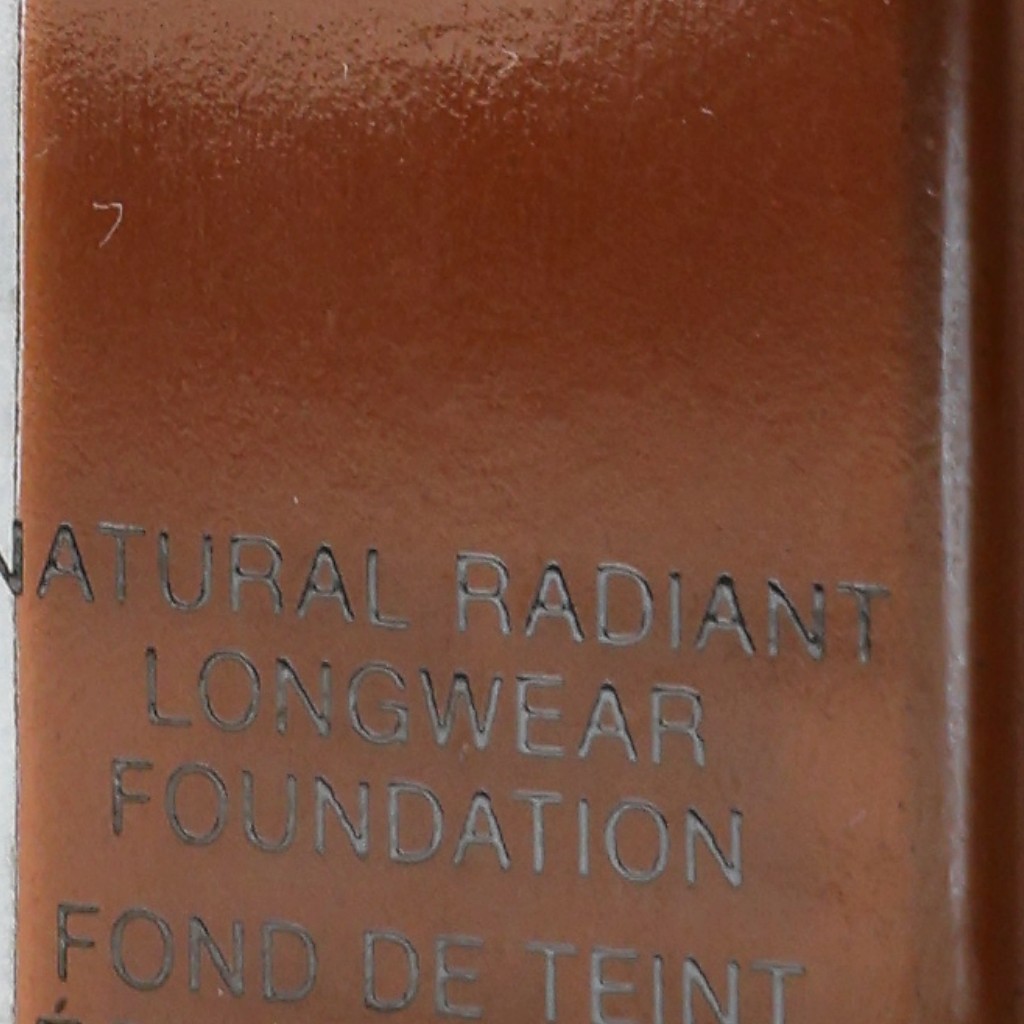 NATURAL RADIANT
LONGWEAR
FOUNDATION
FOND DE TEINT